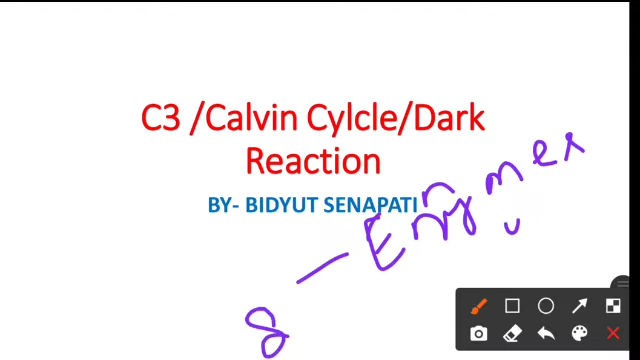 C3 /Calvin Cylcle/Dark
Reaction
BY- BIDYUT SENAPATI
8 — Enzymes